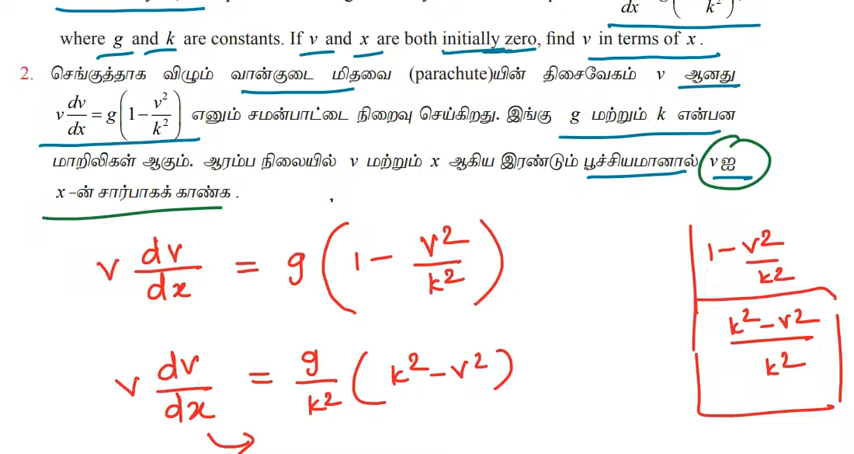 dx k²
where g and k are constants. If v and x are both initially zero, find v in terms of x .
2. செங்குத்தாக விழும் வான்குடை மிதவை (parachute)யின் திசைவேகம் v ஆனது
v dv/dx = g(1 − v²/k²) எனும் சமன்பாட்டை நிறைவு செய்கிறது. இங்கு g மற்றும் k என்பன
மாறிலிகள் ஆகும். ஆரம்ப நிலையில் v மற்றும் x ஆகிய இரண்டும் பூச்சியமானால் v ஐ
x -ன் சார்பாகக் காண்க .
v dv/dx = g(1 − v²/k²)
1 − v²/k²
k² − v²/k²
v dv/dx = g/k² (k² − v²)